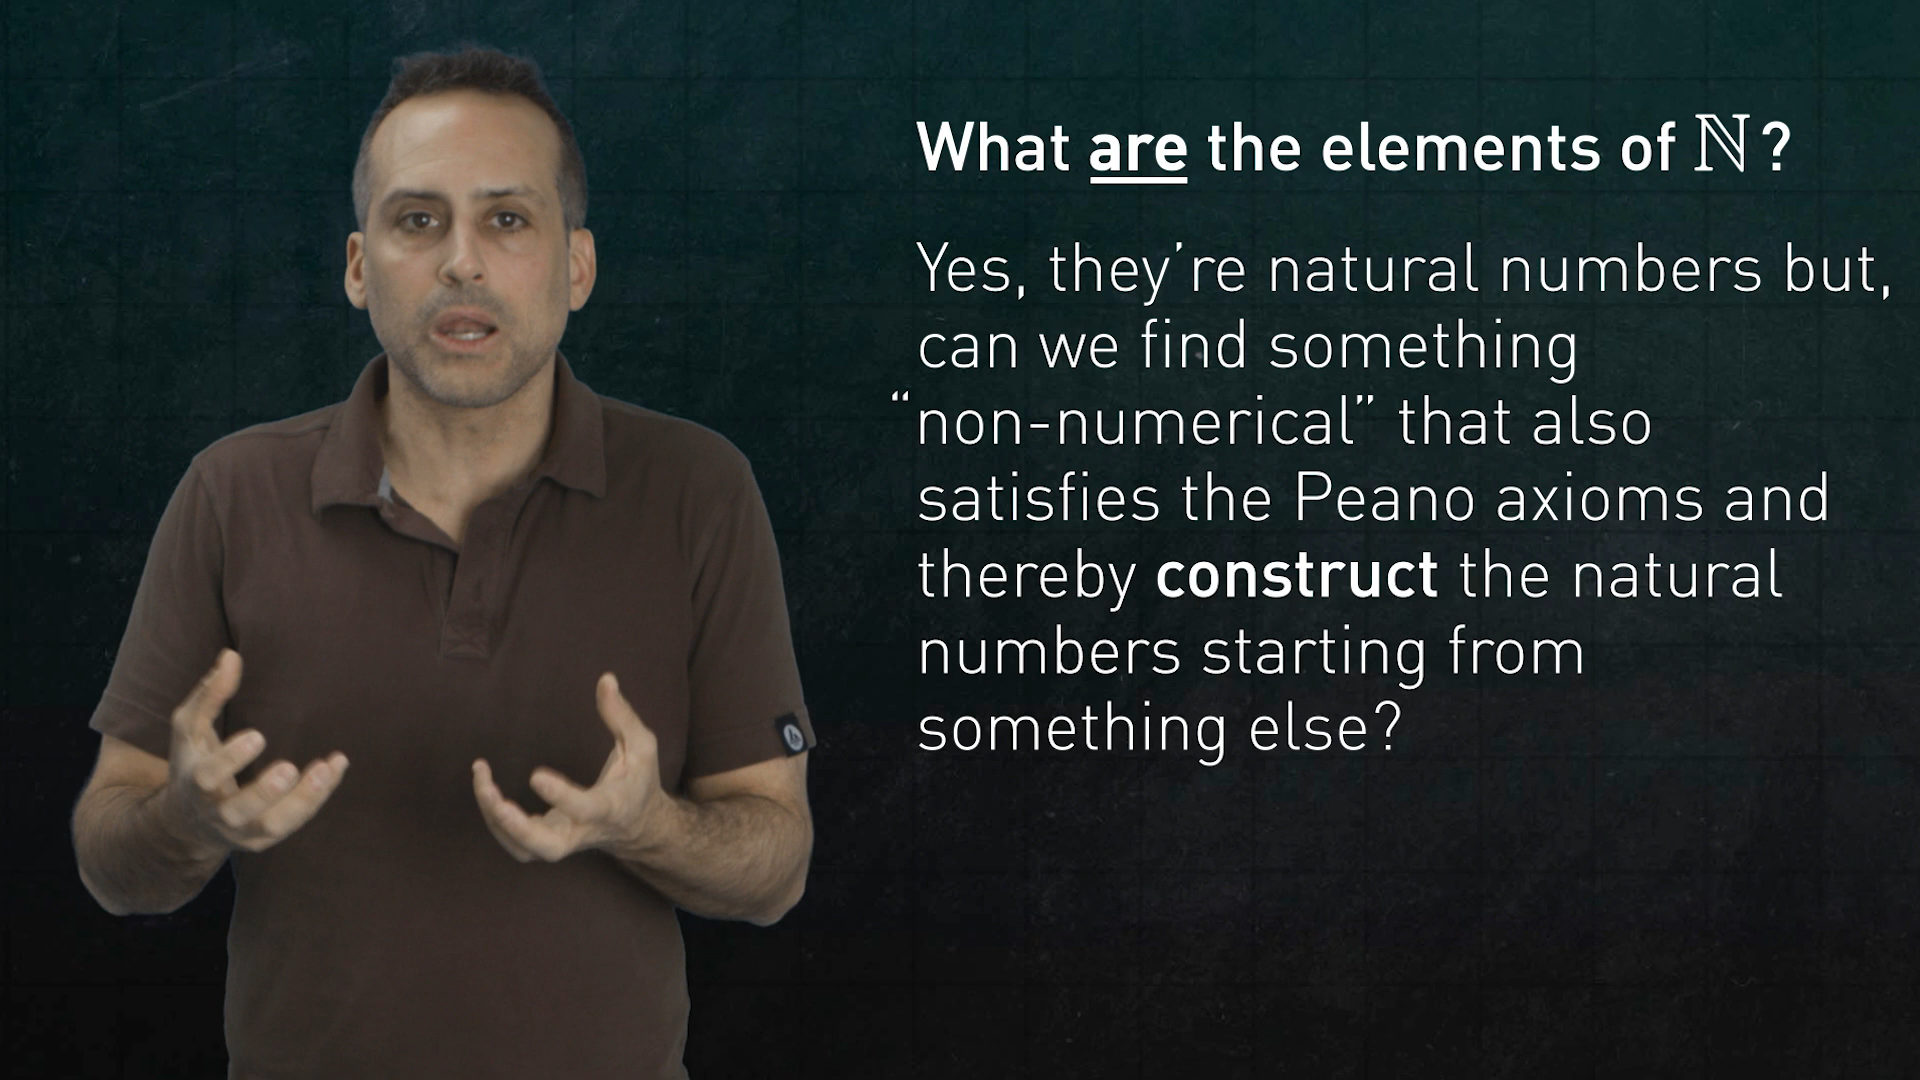 What are the elements of ℕ?
Yes, they’re natural numbers but,
can we find something
“non-numerical” that also
satisfies the Peano axioms and
thereby construct the natural
numbers starting from
something else?